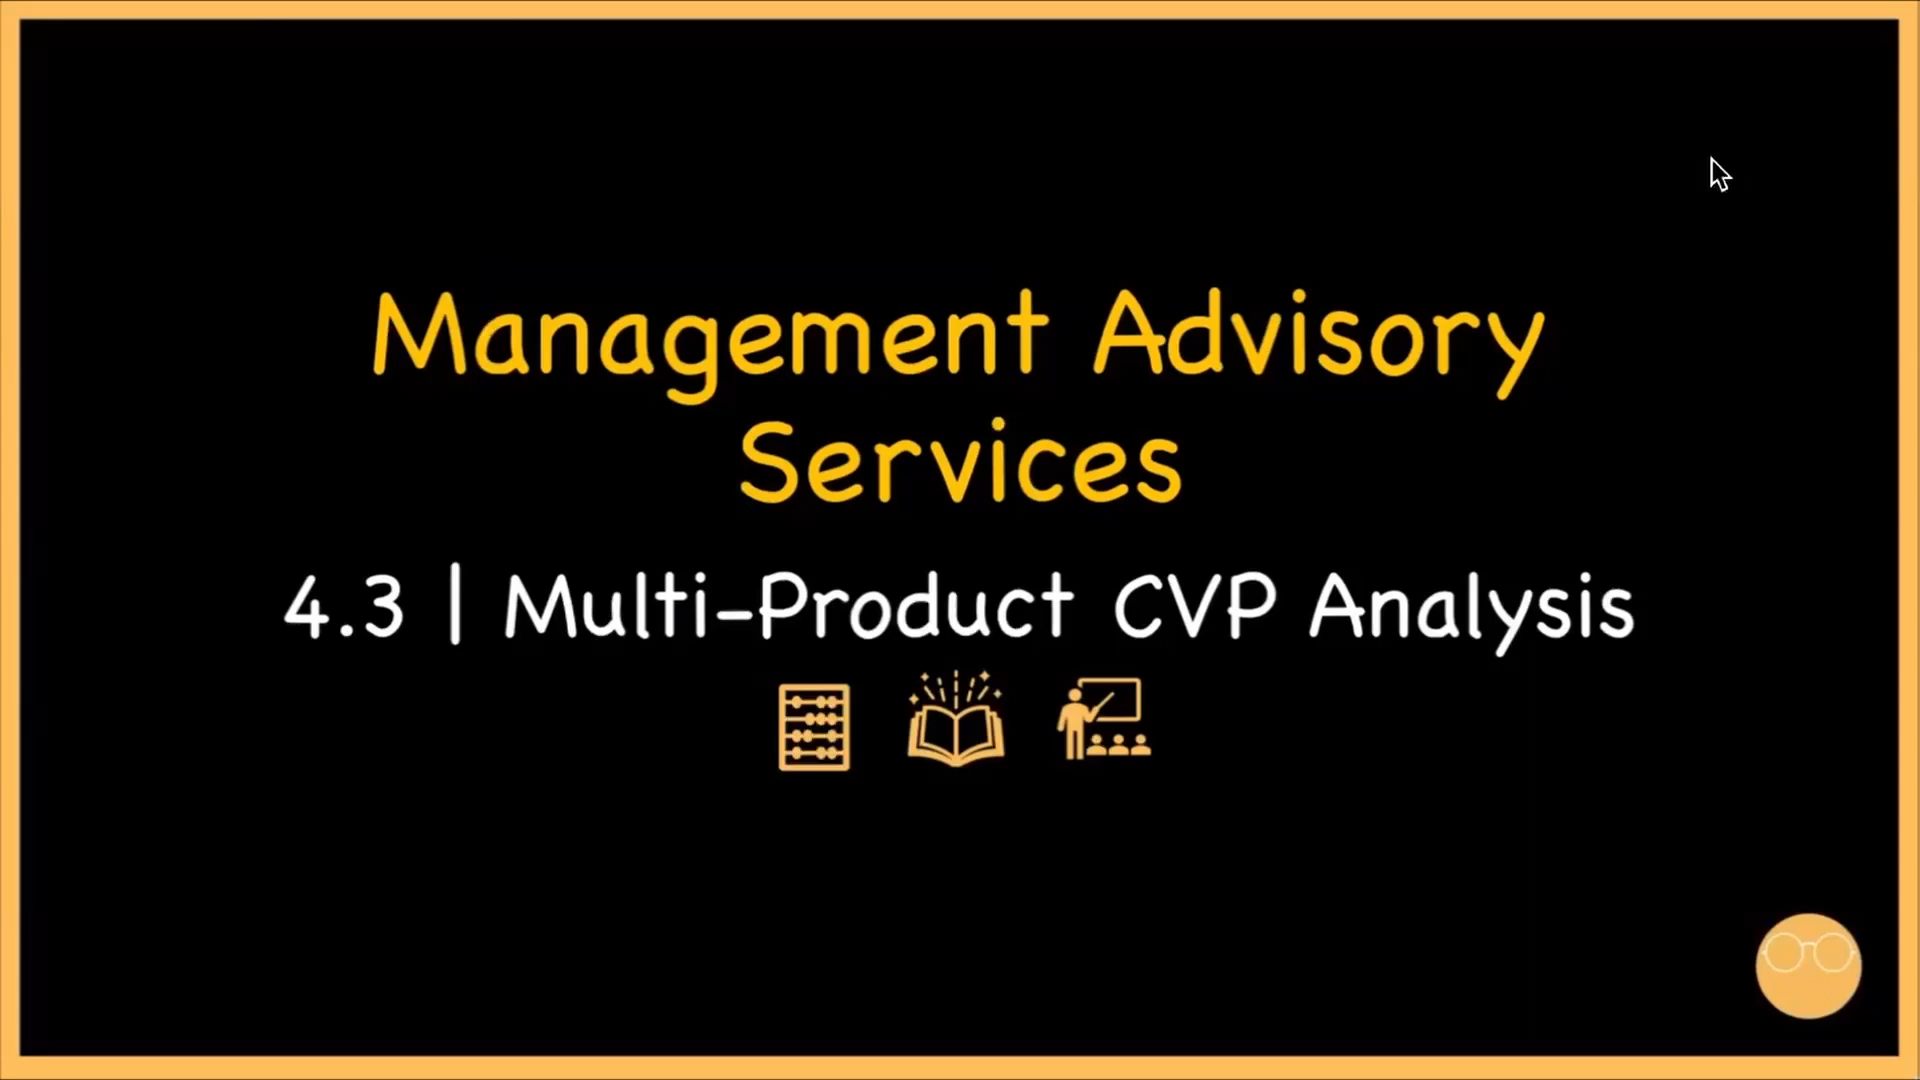 Management Advisory
Services
4.3 | Multi-Product CVP Analysis